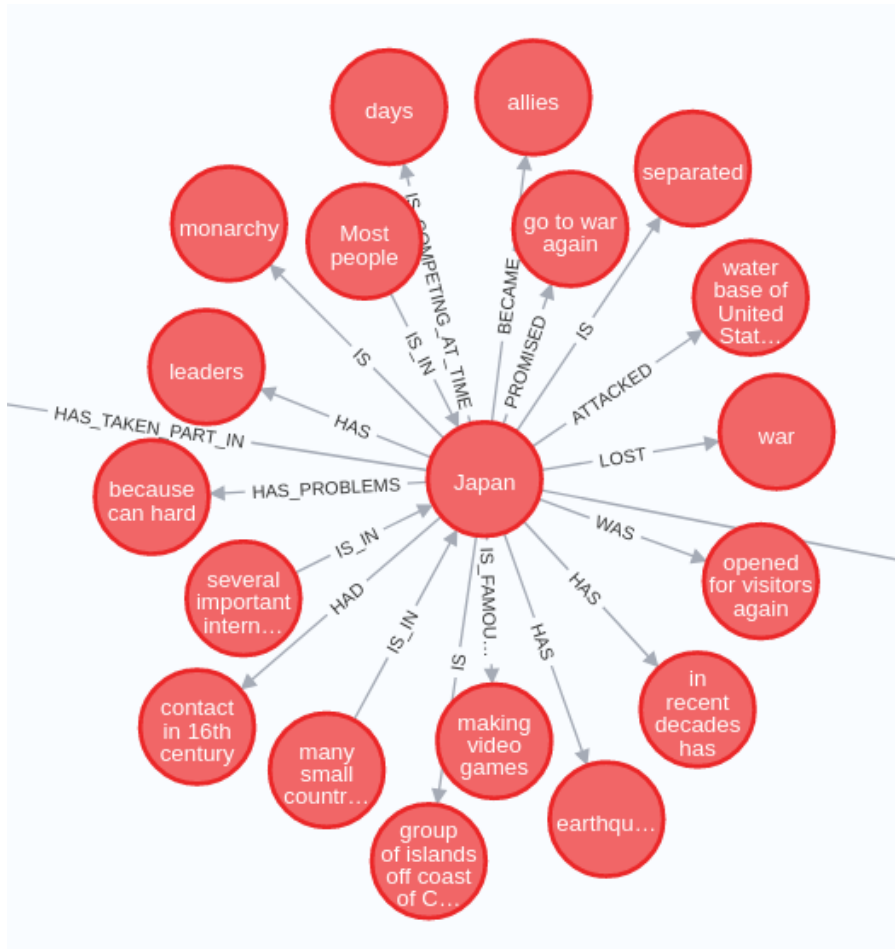 days
allies
separated
monarchy
Most
people
go to war
again
water
base of
United
Stat…
IS_COMPETING_AT_TIME
BECAME
IS_IN
PROMISED
IS
IS
ATTACKED
leaders
HAS
HAS_TAKEN_PART_IN
war
LOST
because
can hard
HAS_PROBLEMS
Japan
WAS
opened
for visitors
again
several
important
intern…
IS_IN
HAD
IS_IN
IS_FAMOU…
IS
HAS
HAS
contact
in 16th
century
many
small
countr…
making
video
games
in
recent
decades
has
group
of islands
off coast
of C…
earthqu…